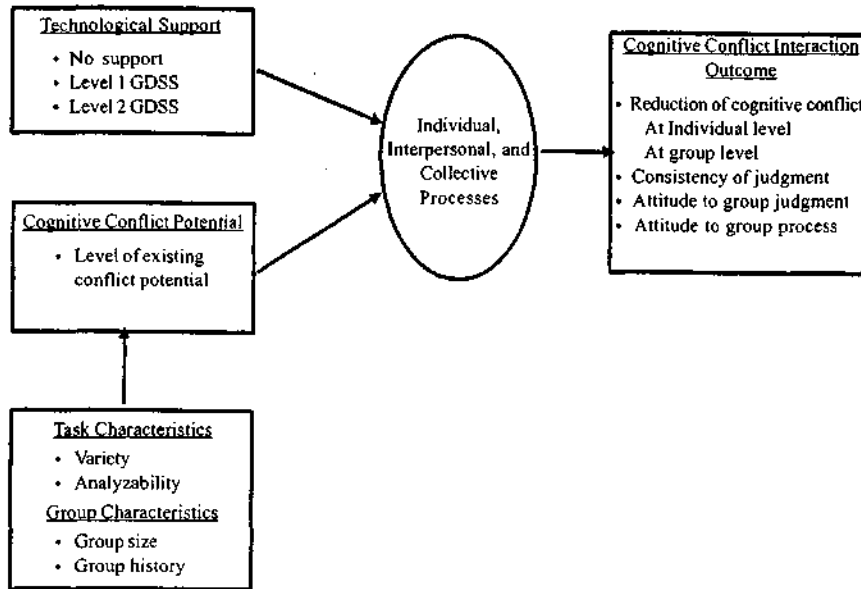 Technological Support
• No support
• Level 1 GDSS
• Level 2 GDSS
Cognitive Conflict Potential
• Level of existing
conflict potential
Task Characteristics
• Variety
• Analyzability
Group Characteristics
• Group size
• Group history
Individual,
Interpersonal, and
Collective
Processes
Cognitive Conflict Interaction
Outcome
• Reduction of cognitive conflict
At Individual level
At group level
• Consistency of judgment
• Attitude to group judgment
• Attitude to group process